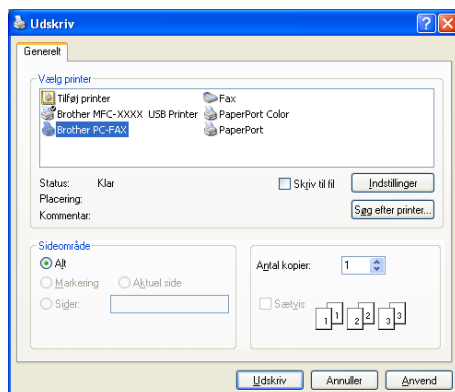 Udskriv
Generelt
Vælg printer
Tilføj printer
Fax
Brother MFC-XXXX USB Printer
PaperPort Color
Brother PC-FAX
PaperPort
Status: Klar
Skriv til fil
Indstillinger
Placering:
Kommentar:
Søg efter printer...
Sideområde
Alt
Antal kopier: 1
Markering
Aktuel side
Sider:
Sætvis
1 1 2 2 3 3
Udskriv
Annuller
Anvend